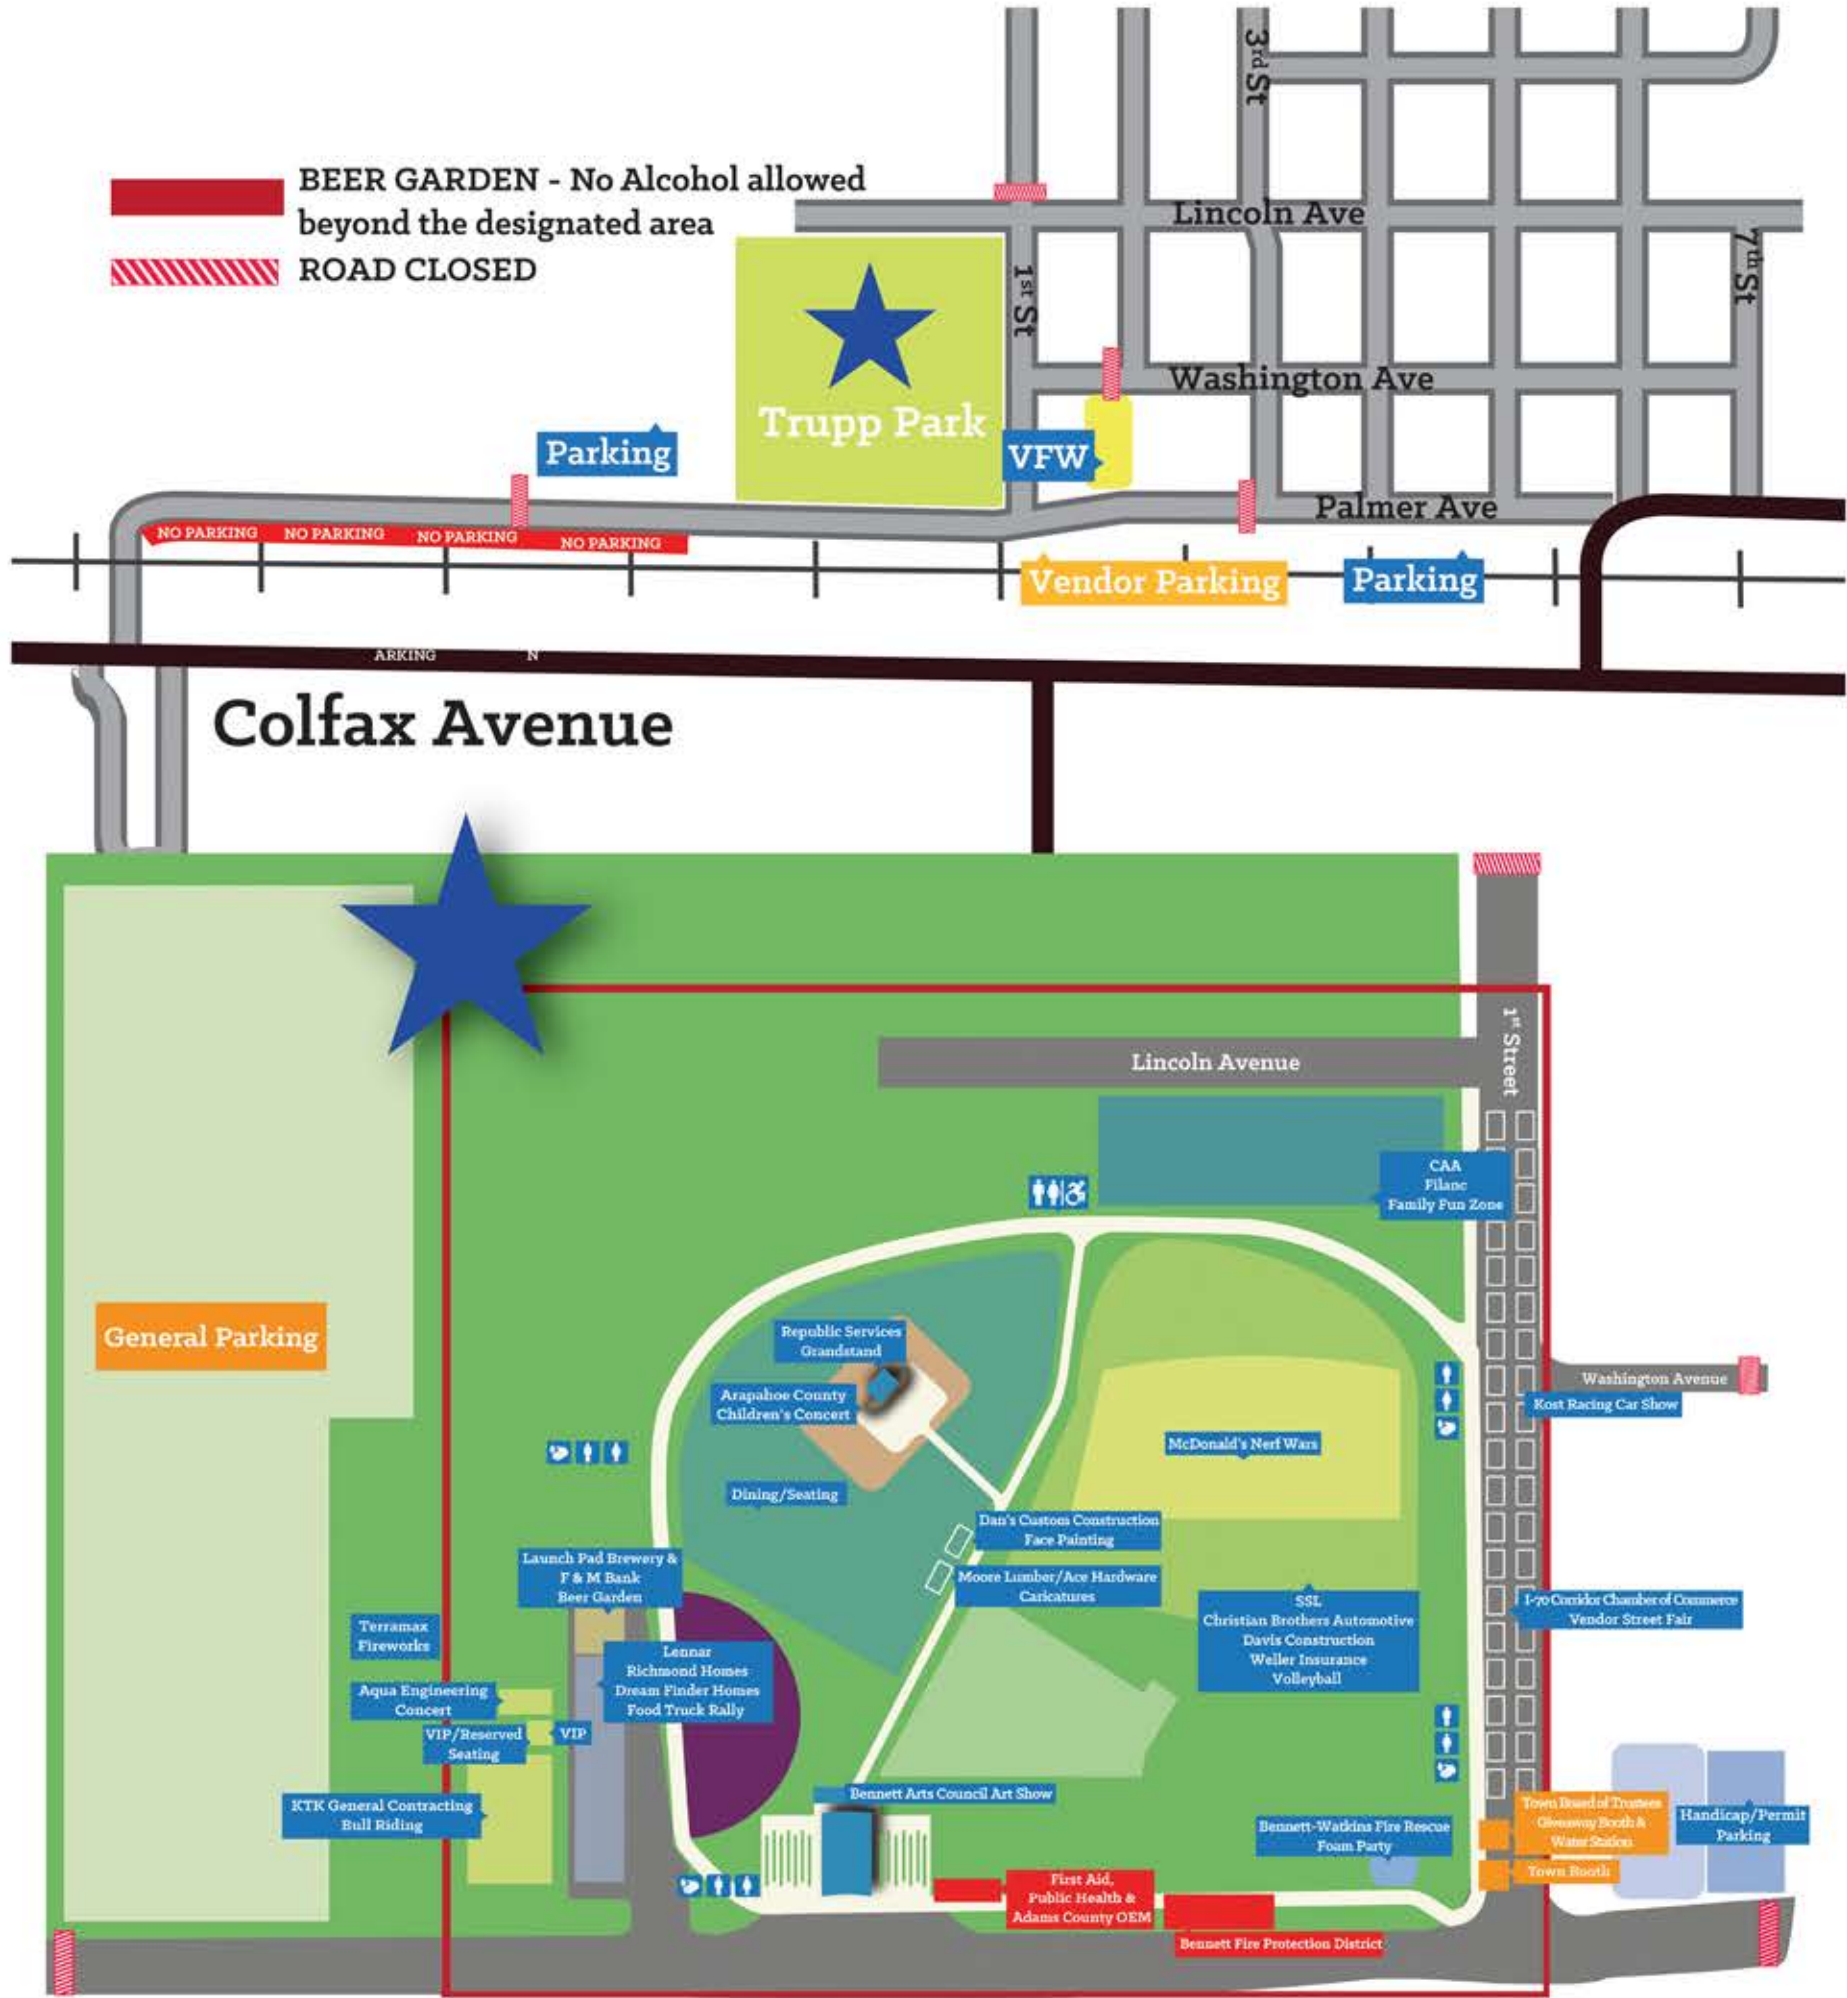 3rd St
BEER GARDEN - No Alcohol allowed
beyond the designated area
ROAD CLOSED
Lincoln Ave
1st St
7th St
Trupp Park
Washington Ave
Parking
VFW
Palmer Ave
NO PARKING
NO PARKING
NO PARKING
NO PARKING
Vendor Parking
Parking
ARKING
N
Colfax Avenue
1st Street
Lincoln Avenue
CAA
Filanc
Family Fun Zone
General Parking
Republic Services
Grandstand
Arapahoe County
Children's Concert
Washington Avenue
Kost Racing Car Show
McDonald's Nerf Wars
Dining/Seating
Dan's Custom Construction
Face Painting
Moore Lumber/Ace Hardware
Caricatures
Launch Pad Brewery &
F & M Bank
Beer Garden
SSL
Christian Brothers Automotive
Davis Construction
Weller Insurance
Volleyball
I-70 Corridor Chamber of Commerce
Vendor Street Fair
Terramax
Fireworks
Lennar
Richmond Homes
Dream Finder Homes
Food Truck Rally
Aqua Engineering
Concert
VIP/Reserved
Seating
VIP
KTK General Contracting
Bull Riding
Bennett Arts Council Art Show
Bennett-Watkins Fire Rescue
Foam Party
Town Board of Trustees
Giveaway Booth &
Water Station
Town Booth
Handicap/Permit
Parking
First Aid,
Public Health &
Adams County OEM
Bennett Fire Protection District